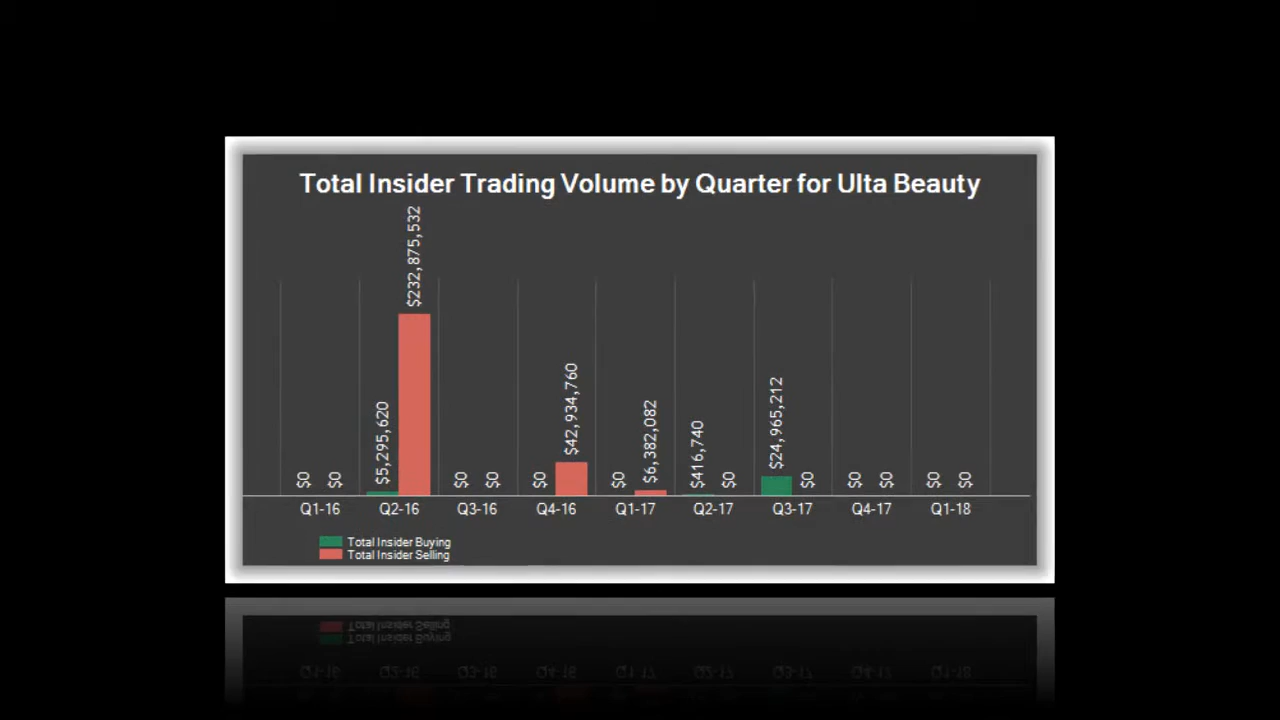 Total Insider Trading Volume by Quarter for Ulta Beauty
$0 $0 $5,295,620 $232,875,532 $0 $0 $0 $42,934,760 $0 $6,382,082 $416,740 $0 $24,965,212 $0 $0 $0 $0 $0
Q1-16 Q2-16 Q3-16 Q4-16 Q1-17 Q2-17 Q3-17 Q4-17 Q1-18
Total Insider Buying
Total Insider Selling